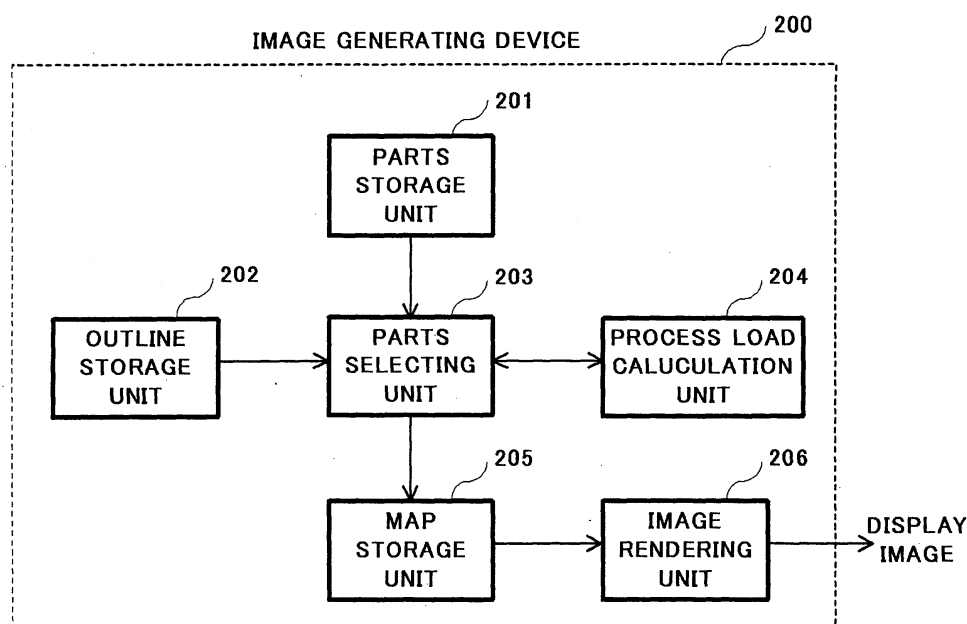 200
IMAGE GENERATING DEVICE
201
PARTS
STORAGE
UNIT
202
OUTLINE
STORAGE
UNIT
203
PARTS
SELECTING
UNIT
204
PROCESS LOAD
CALUCULATION
UNIT
205
MAP
STORAGE
UNIT
206
IMAGE
RENDERING
UNIT
DISPLAY
IMAGE